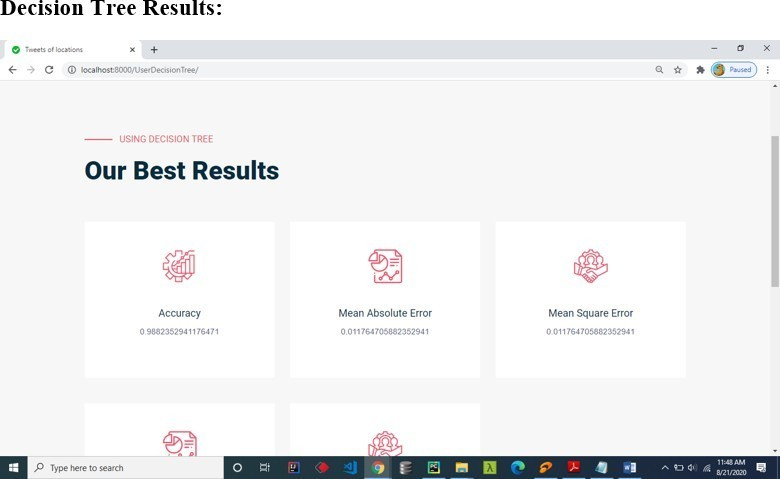 Decision Tree Results:
Tweets of locations
localhost:8000/UserDecisionTree/
Paused
USING DECISION TREE
Our Best Results
Accuracy
0.9882352941176471
Mean Absolute Error
0.011764705882352941
Mean Square Error
0.011764705882352941
Type here to search
11:48 AM
8/21/2020